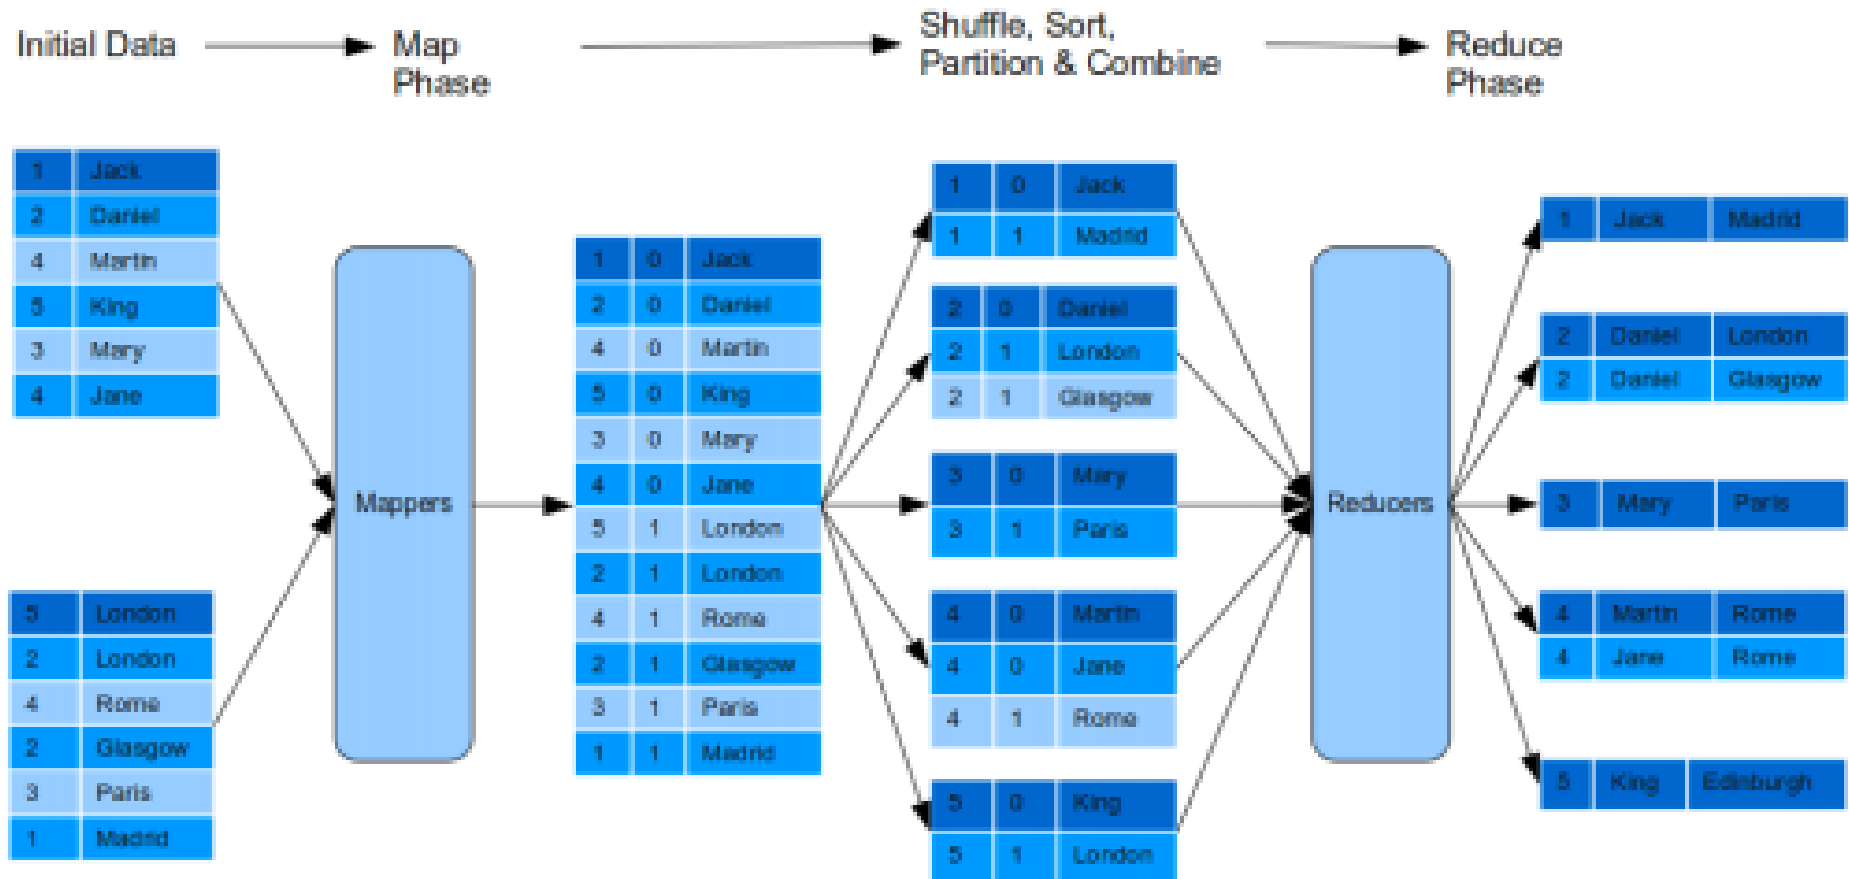 Initial Data
Map
Phase
Shuffle, Sort,
Partition & Combine
Reduce
Phase
1 Jack
2 Daniel
4 Martin
5 King
3 Mary
4 Jane
5 London
2 London
4 Rome
2 Glasgow
3 Paris
1 Madrid
Mappers
1 0 Jack
2 0 Daniel
4 0 Martin
5 0 King
3 0 Mary
4 0 Jane
5 1 London
2 1 London
4 1 Rome
2 1 Glasgow
3 1 Paris
1 1 Madrid
1 0 Jack
1 1 Madrid
2 0 Daniel
2 1 London
2 1 Glasgow
3 0 Mary
3 1 Paris
4 0 Martin
4 0 Jane
4 1 Rome
5 0 King
5 1 London
Reducers
1 Jack Madrid
2 Daniel London
2 Daniel Glasgow
3 Mary Paris
4 Martin Rome
4 Jane Rome
5 King Edinburgh